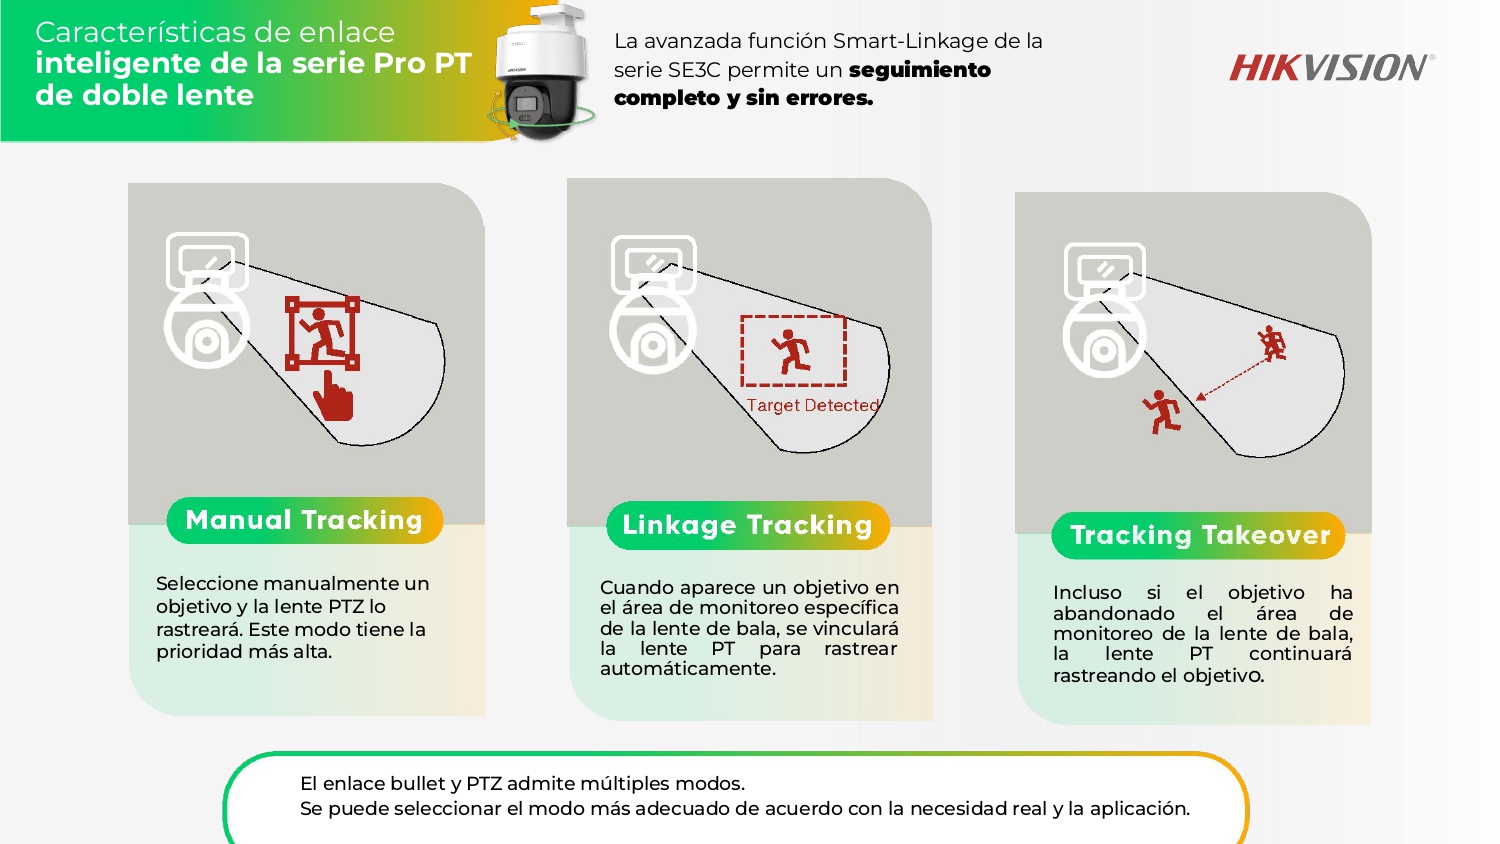 Características de enlace
inteligente de la serie Pro PT
de doble lente
La avanzada función Smart-Linkage de la
serie SE3C permite un seguimiento
completo y sin errores.
HIKVISION®
Target Detected
Manual Tracking
Seleccione manualmente un
objetivo y la lente PTZ lo
rastreará. Este modo tiene la
prioridad más alta.
Linkage Tracking
Cuando aparece un objetivo en
el área de monitoreo específica
de la lente de bala, se vinculará
la lente PT para rastrear
automáticamente.
Tracking Takeover
Incluso si el objetivo ha
abandonado el área de
monitoreo de la lente de bala,
la lente PT continuará
rastreando el objetivo.
El enlace bullet y PTZ admite múltiples modos.
Se puede seleccionar el modo más adecuado de acuerdo con la necesidad real y la aplicación.